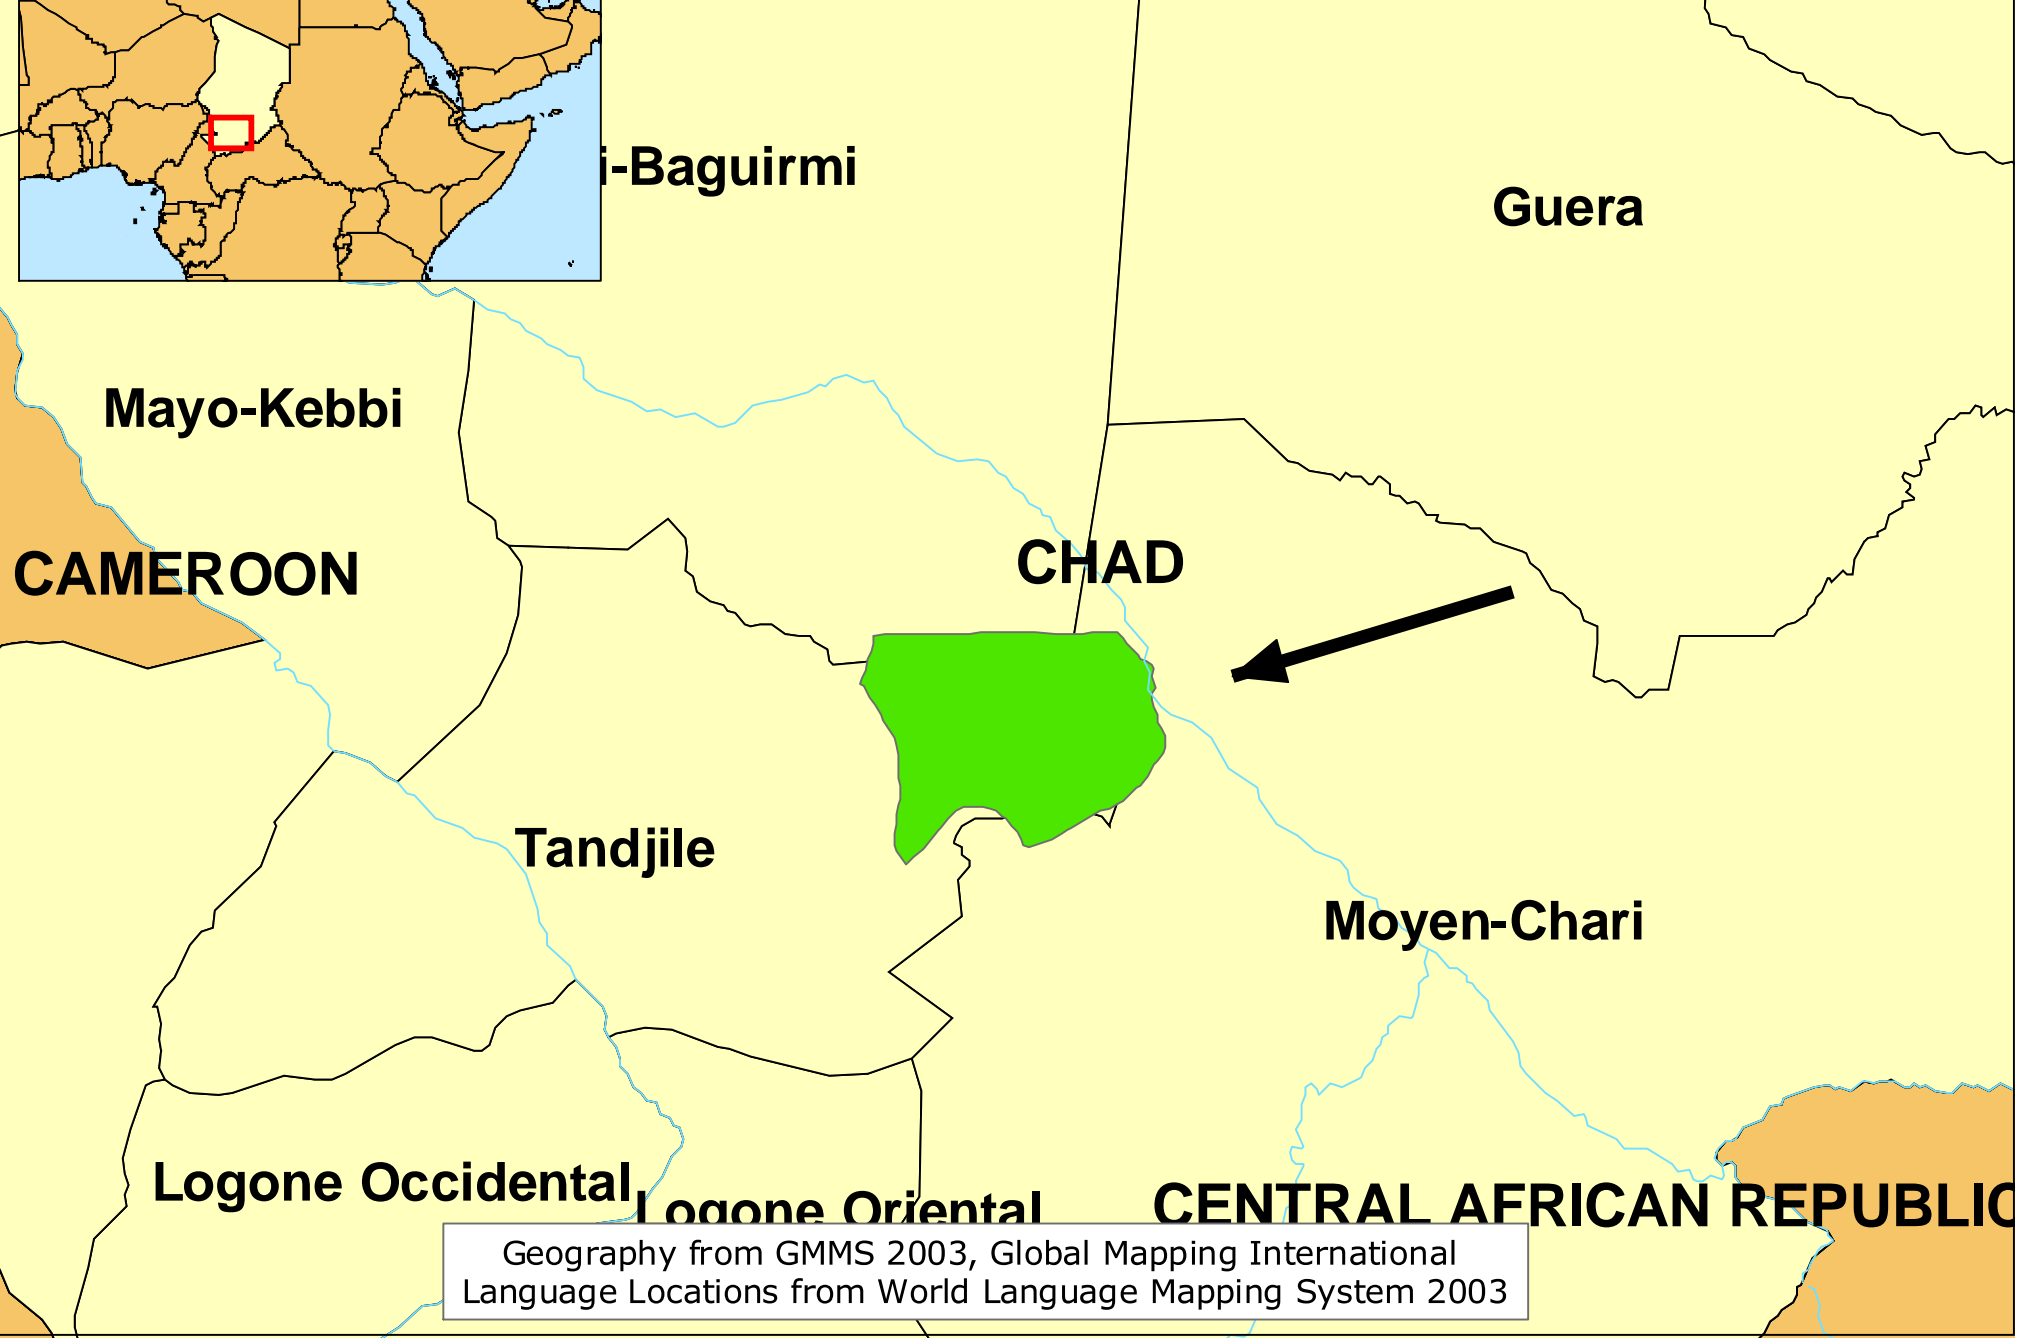 i-Baguirmi
Guera
Mayo-Kebbi
CHAD
CAMEROON
Tandjile
Moyen-Chari
Logone Occidental
Logone Oriental
CENTRAL AFRICAN REPUBLIC
Geography from GMMS 2003, Global Mapping International
Language Locations from World Language Mapping System 2003